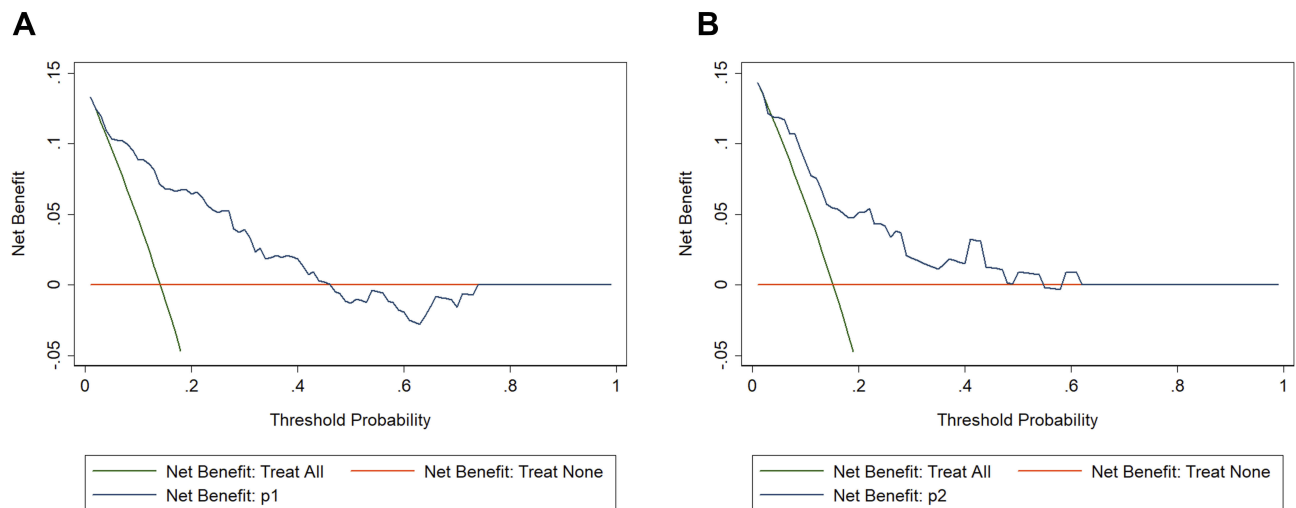 A
.15
.1
.05
0
-.05
Net Benefit
0 .2 .4 .6 .8 1
Threshold Probability
Net Benefit: Treat All Net Benefit: Treat None
Net Benefit: p1
B
.15
.1
.05
0
-.05
Net Benefit
0 .2 .4 .6 .8 1
Threshold Probability
Net Benefit: Treat All Net Benefit: Treat None
Net Benefit: p2